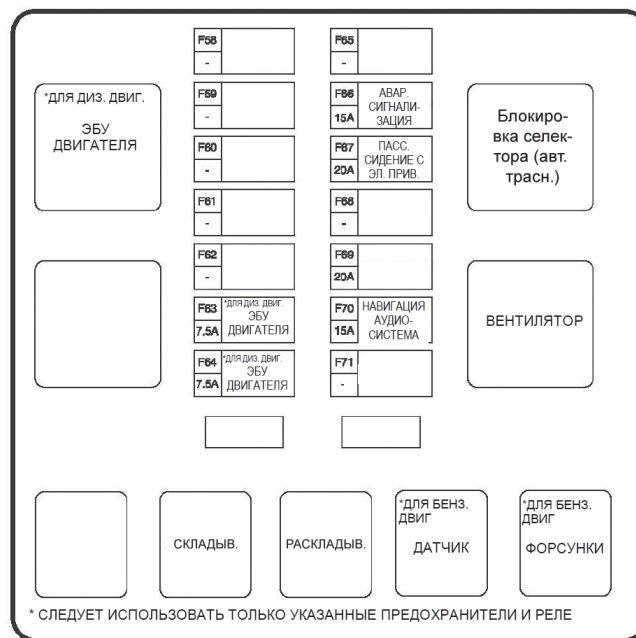 F58
-
F65
-
*ДЛЯ ДИЗ. ДВИГ.
ЭБУ
ДВИГАТЕЛЯ
F59
-
F66
15A
АВАР.
СИГНАЛИ-
ЗАЦИЯ
Блокиро-
вка селек-
тора (авт.
трасн.)
F60
-
F67
20A
ПАСС.
СИДЕНИЕ С
ЭЛ. ПРИВ.
F61
-
F68
-
F62
-
F69
20A
F63
7.5A
*ДЛЯ ДИЗ. ДВИГ.
ЭБУ
ДВИГАТЕЛЯ
F70
15A
НАВИГАЦИЯ
АУДИО-
СИСТЕМА
ВЕНТИЛЯТОР
F64
7.5A
*ДЛЯ ДИЗ. ДВИГ.
ЭБУ
ДВИГАТЕЛЯ
F71
-
СКЛАДЫВ.
РАСКЛАДЫВ.
*ДЛЯ БЕНЗ.
ДВИГ
ДАТЧИК
*ДЛЯ БЕНЗ.
ДВИГ
ФОРСУНКИ
* СЛЕДУЕТ ИСПОЛЬЗОВАТЬ ТОЛЬКО УКАЗАННЫЕ ПРЕДОХРАНИТЕЛИ И РЕЛЕ